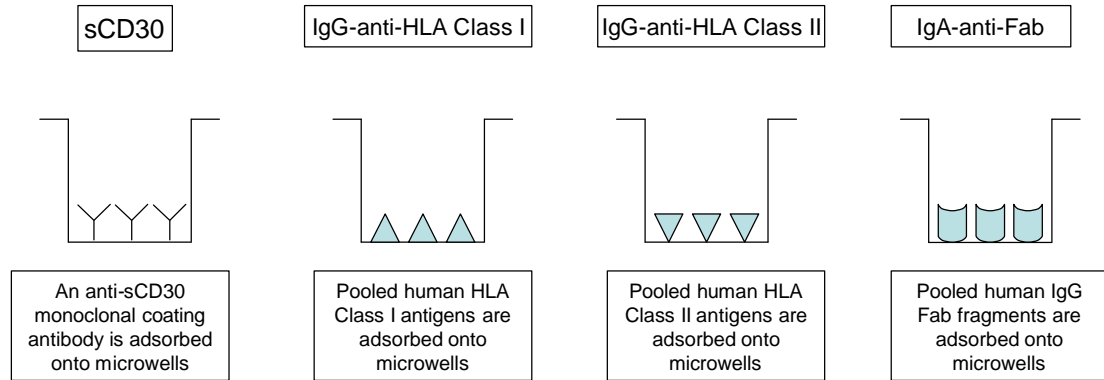 sCD30
IgG-anti-HLA Class I
IgG-anti-HLA Class II
IgA-anti-Fab
An anti-sCD30
monoclonal coating
antibody is adsorbed
onto microwells
Pooled human HLA
Class I antigens are
adsorbed onto
microwells
Pooled human HLA
Class II antigens are
adsorbed onto
microwells
Pooled human IgG
Fab fragments are
adsorbed onto
microwells